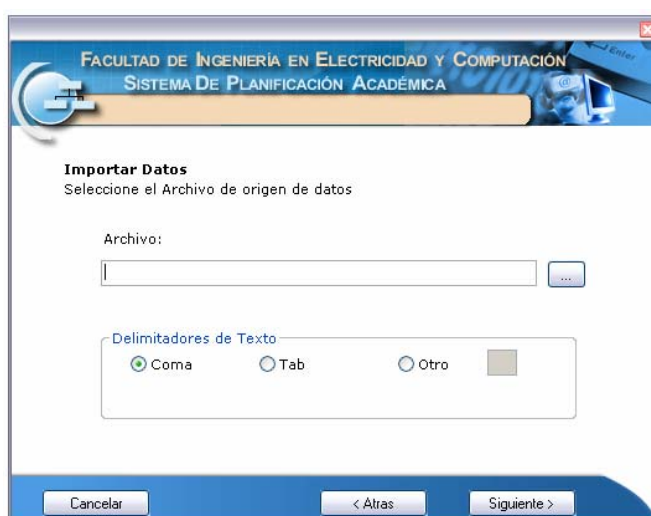 FACULTAD DE INGENIERÍA EN ELECTRICIDAD Y COMPUTACIÓN
SISTEMA DE PLANIFICACIÓN ACADÉMICA
Enter
@
Importar Datos
Seleccione el Archivo de origen de datos
Archivo:
...
Delimitadores de Texto
Coma Tab Otro
Cancelar < Atras Siguiente >